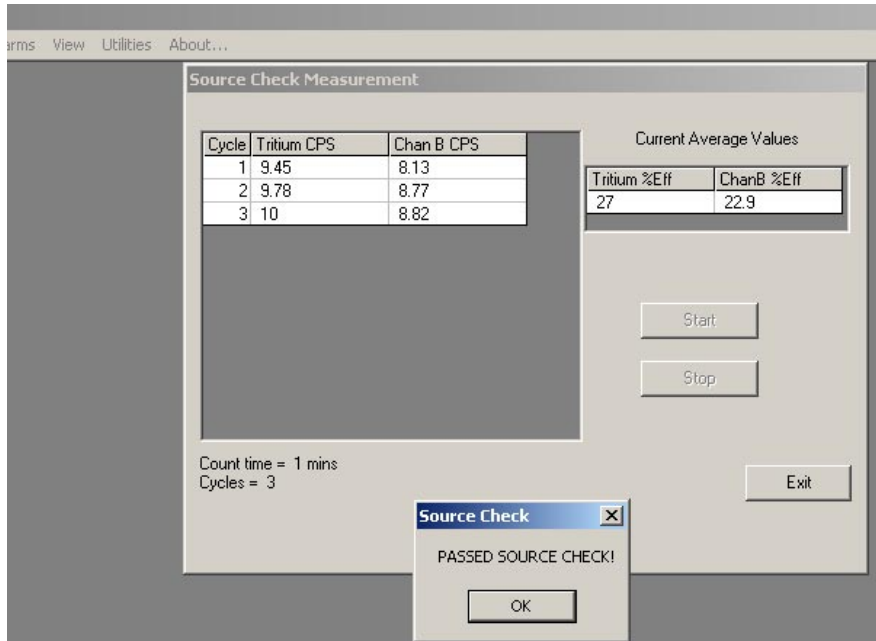 View Utilities About...
Source Check Measurement
Cycle Tritium CPS Chan B CPS
1 9.45 8.13
2 9.78 8.77
3 10 8.82
Current Average Values
Tritium %Eff ChanB %Eff
27 22.9
Start
Stop
Count time = 1 mins
Cycles = 3
Exit
Source Check
PASSED SOURCE CHECK!
OK